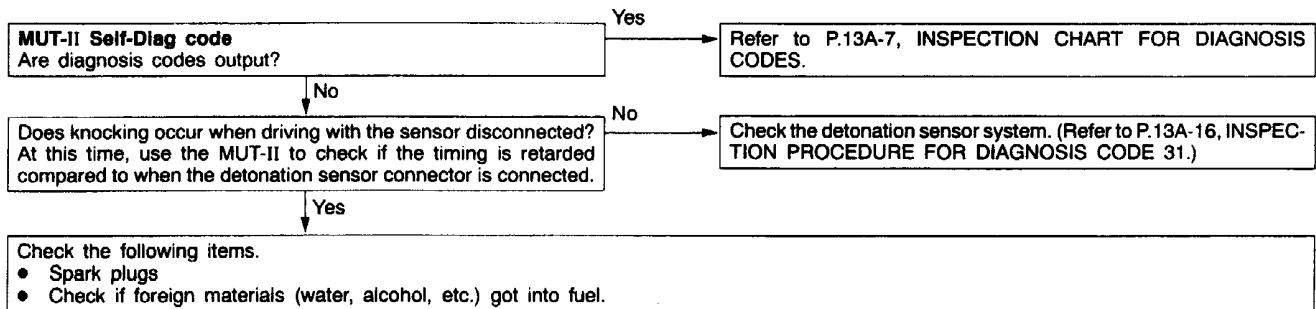 Yes
MUT-II Self-Diag code
Are diagnosis codes output?
Refer to P.13A-7, INSPECTION CHART FOR DIAGNOSIS
CODES.
No
Does knocking occur when driving with the sensor disconnected?
At this time, use the MUT-II to check if the timing is retarded
compared to when the detonation sensor connector is connected.
No
Check the detonation sensor system. (Refer to P.13A-16, INSPEC-
TION PROCEDURE FOR DIAGNOSIS CODE 31.)
Yes
Check the following items.
● Spark plugs
● Check if foreign materials (water, alcohol, etc.) got into fuel.